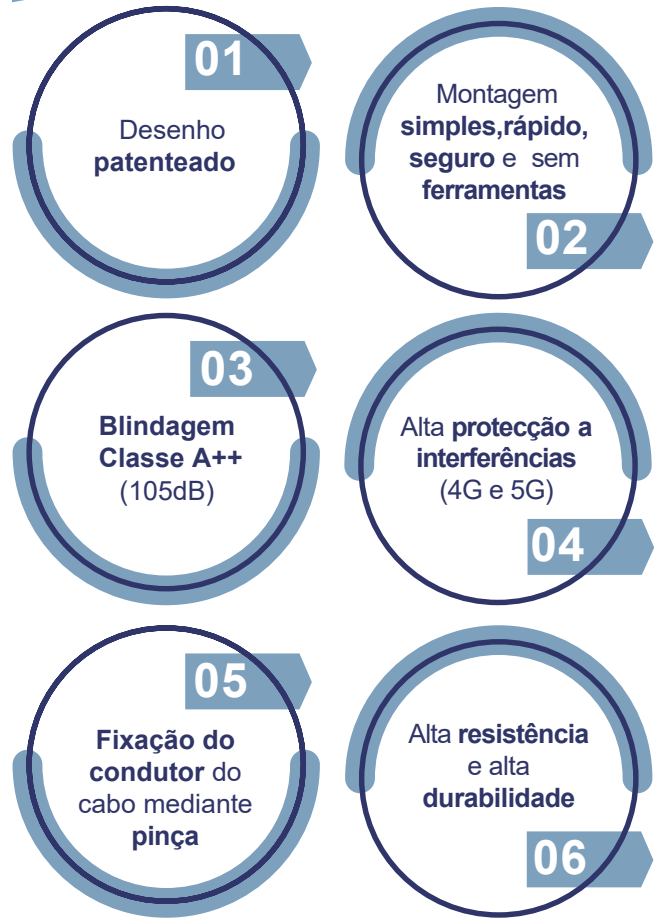 01
Desenho
patenteado
Montagem
simples,rápido,
seguro e sem
ferramentas
02
03
Blindagem
Classe A++
(105dB)
Alta protecção a
interferências
(4G e 5G)
04
05
Fixação do
condutor do
cabo mediante
pinça
Alta resistência
e alta
durabilidade
06